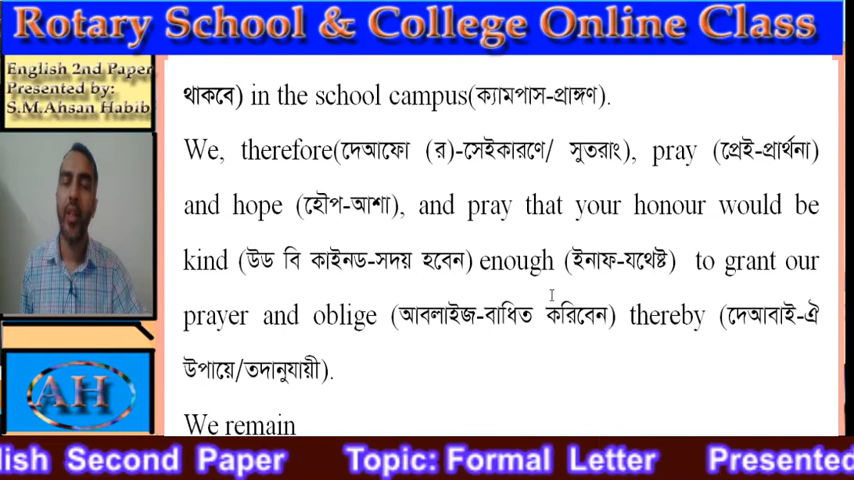 Rotary School & College Online Class
English 2nd Paper
Presented by:
S.M.Ahsan Habib
থাকবে) in the school campus(ক্যামপাস-প্রাঙ্গণ).
We, therefore(দেআফো (র)-সেইকারণে/ সুতরাং), pray (প্রেই-প্রার্থনা)
and hope (হৌপ-আশা), and pray that your honour would be
kind (উড বি কাইনড-সদয় হবেন) enough (ইনাফ-যথেষ্ট) to grant our
prayer and oblige (আবলাইজ-বাধিত করিবেন) thereby (দেআবাই-ঐ
উপায়ে/তদানুযায়ী).
We remain
AH
lish Second Paper Topic: Formal Letter Presented